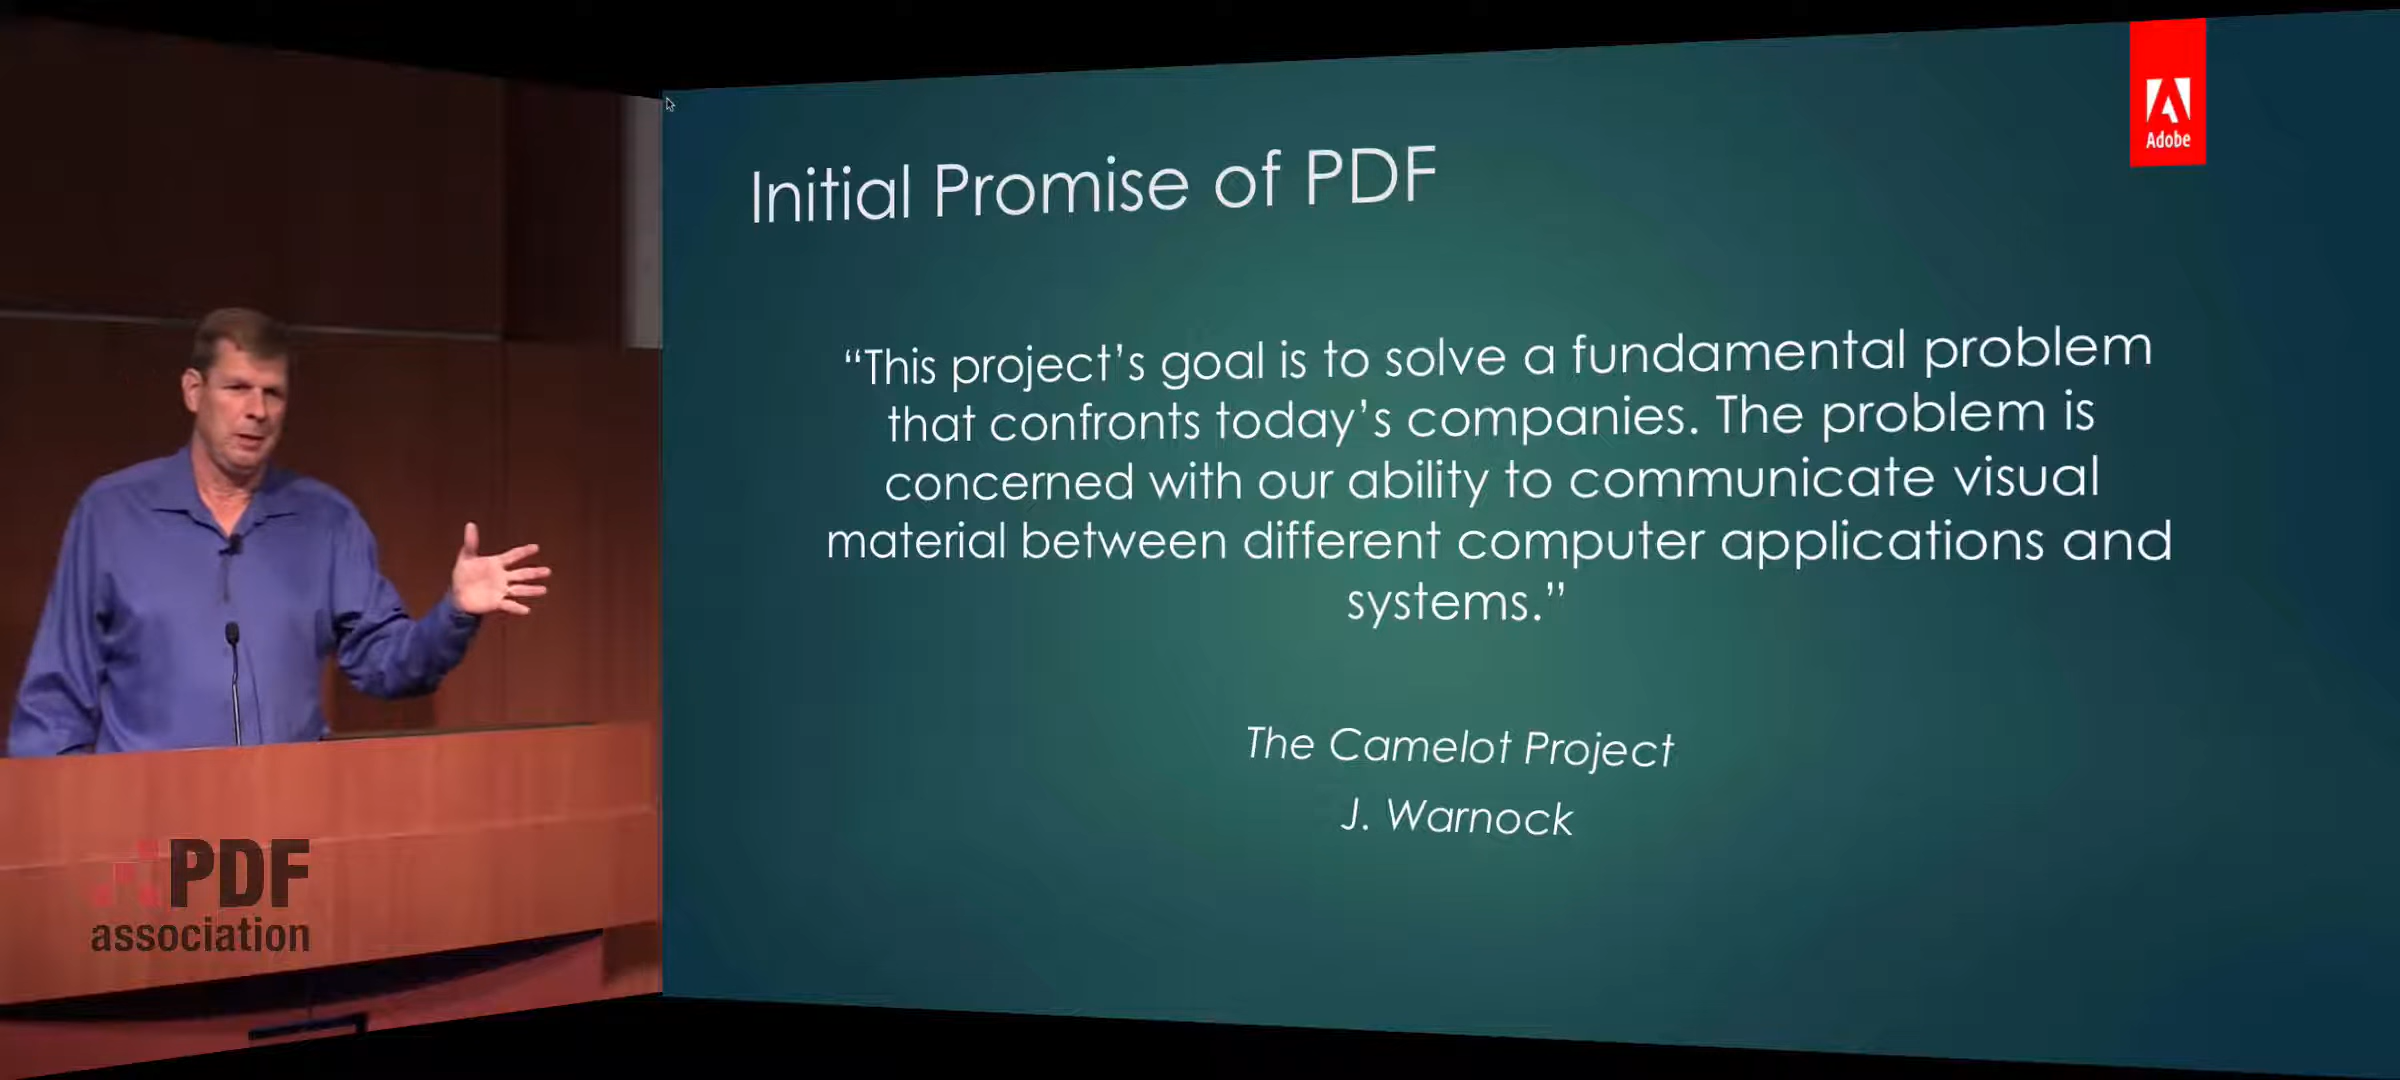 Adobe
Initial Promise of PDF
“This project’s goal is to solve a fundamental problem
that confronts today’s companies. The problem is
concerned with our ability to communicate visual
material between different computer applications and
systems.”
The Camelot Project
J. Warnock
PDF
association